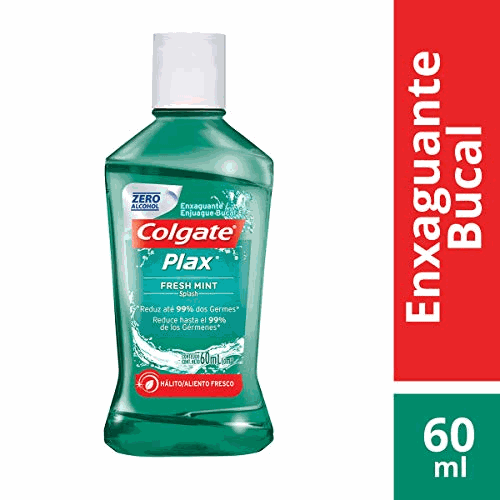 ZERO
ALCOHOL
Enxaguante
Enjuague Bucal
Colgate
Plax
FRESH MINT
Splash
Reduz até 99% dos Germes*
Reduce hasta el 99%
de los Gérmenes*
60mL
HÁLITO/ALIENTO FRESCO
Enxaguante
Bucal
60
ml